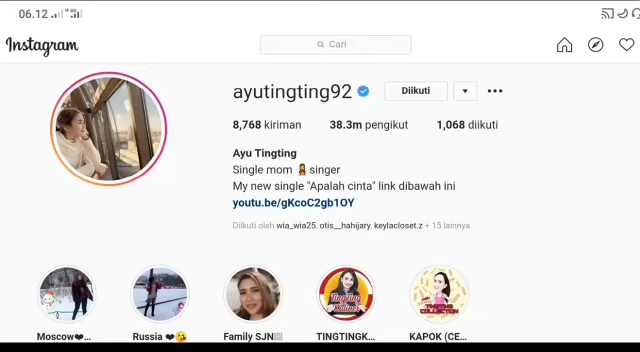 06.12
Instagram
Cari
ayutingting92
Diikuti
8,768 kiriman 38.3m pengikut 1,068 diikuti
Ayu Tingting
Single mom singer
My new single "Apalah cinta" link dibawah ini
youtu.be/gKcoC2gb1OY
Diikuti oleh wia_wia25, otis__hahijary, keylacloset.z + 15 lainnya
TINGTING COLLECTION
Moscow❤... Russia ❤😘 Family SJN TINGTINGK... KAPOK (CE...